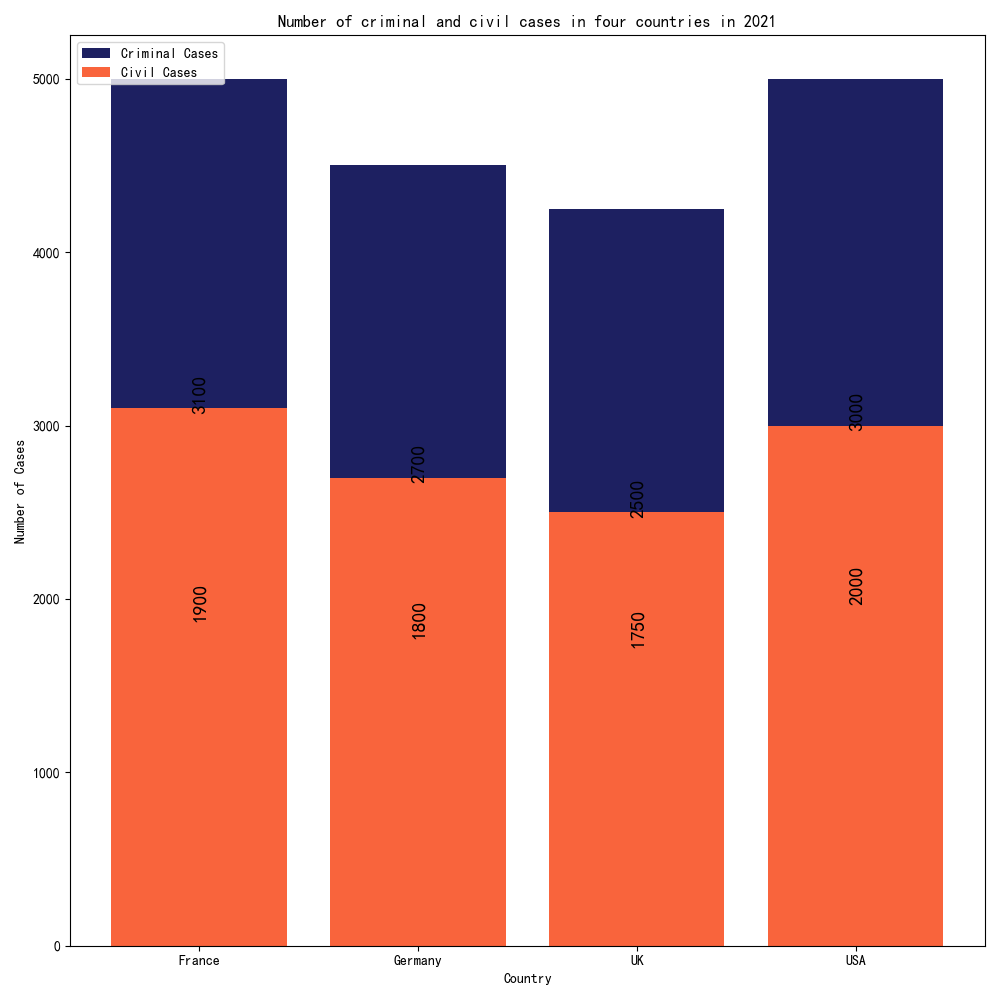 Number of criminal and civil cases in four countries in 2021
Criminal Cases
Civil Cases
Number of Cases
5000
4000
3000
2000
1000
0
3100
2700
2500
3000
1900
1800
1750
2000
France
Germany
UK
USA
Country